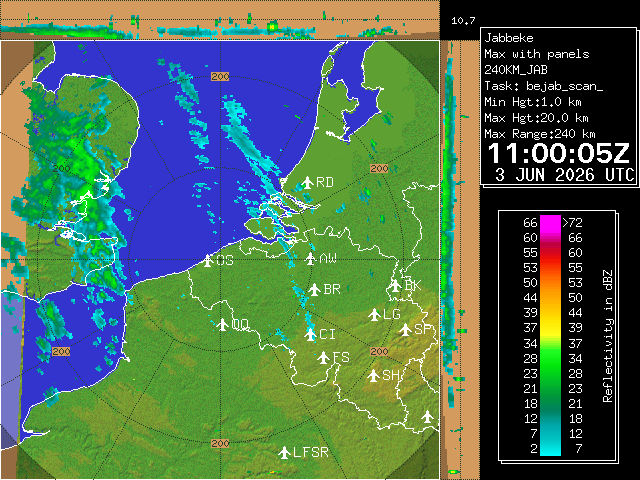 10.7
Jabbeke
Max with panels
240KM_JAB
Task: bejab_scan_
Min Hgt:1.0 km
Max Hgt:20.0 km
Max Range:240 km
11:00:05Z
3 JUN 2026 UTC
200
200
200
RD
OS
AW
BR
BK
LG
QO
CI
SP
FS
200
200
SH
200
LFSR
66 >72
60 66
55 60
53 55
50 53
44 50
39 44
37 39
34 37
28 34
23 28
21 23
18 21
12 18
7 12
2 7
Reflectivity in dBZ